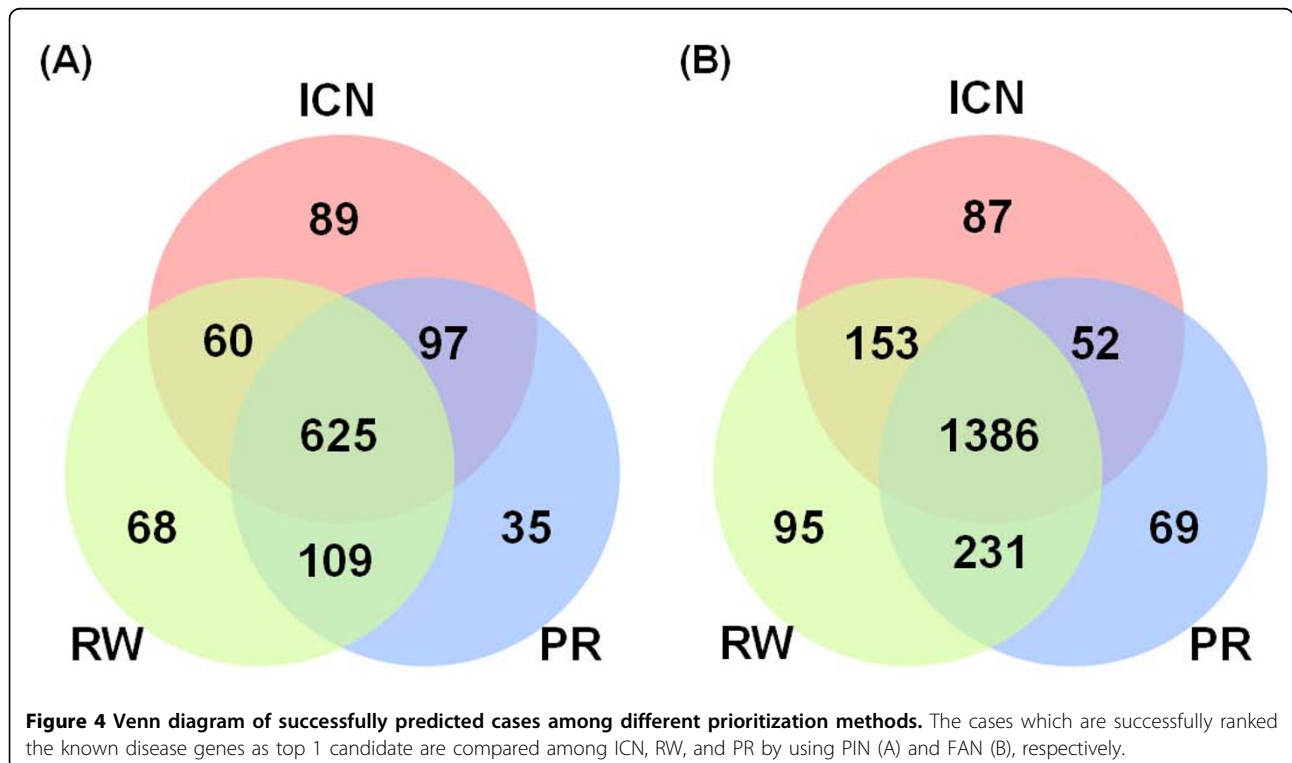 (A)
ICN
89
60
97
625
68
109
35
RW
PR
(B)
ICN
87
153
52
1386
95
231
69
RW
PR
Figure 4 Venn diagram of successfully predicted cases among different prioritization methods. The cases which are successfully ranked
the known disease genes as top 1 candidate are compared among ICN, RW, and PR by using PIN (A) and FAN (B), respectively.